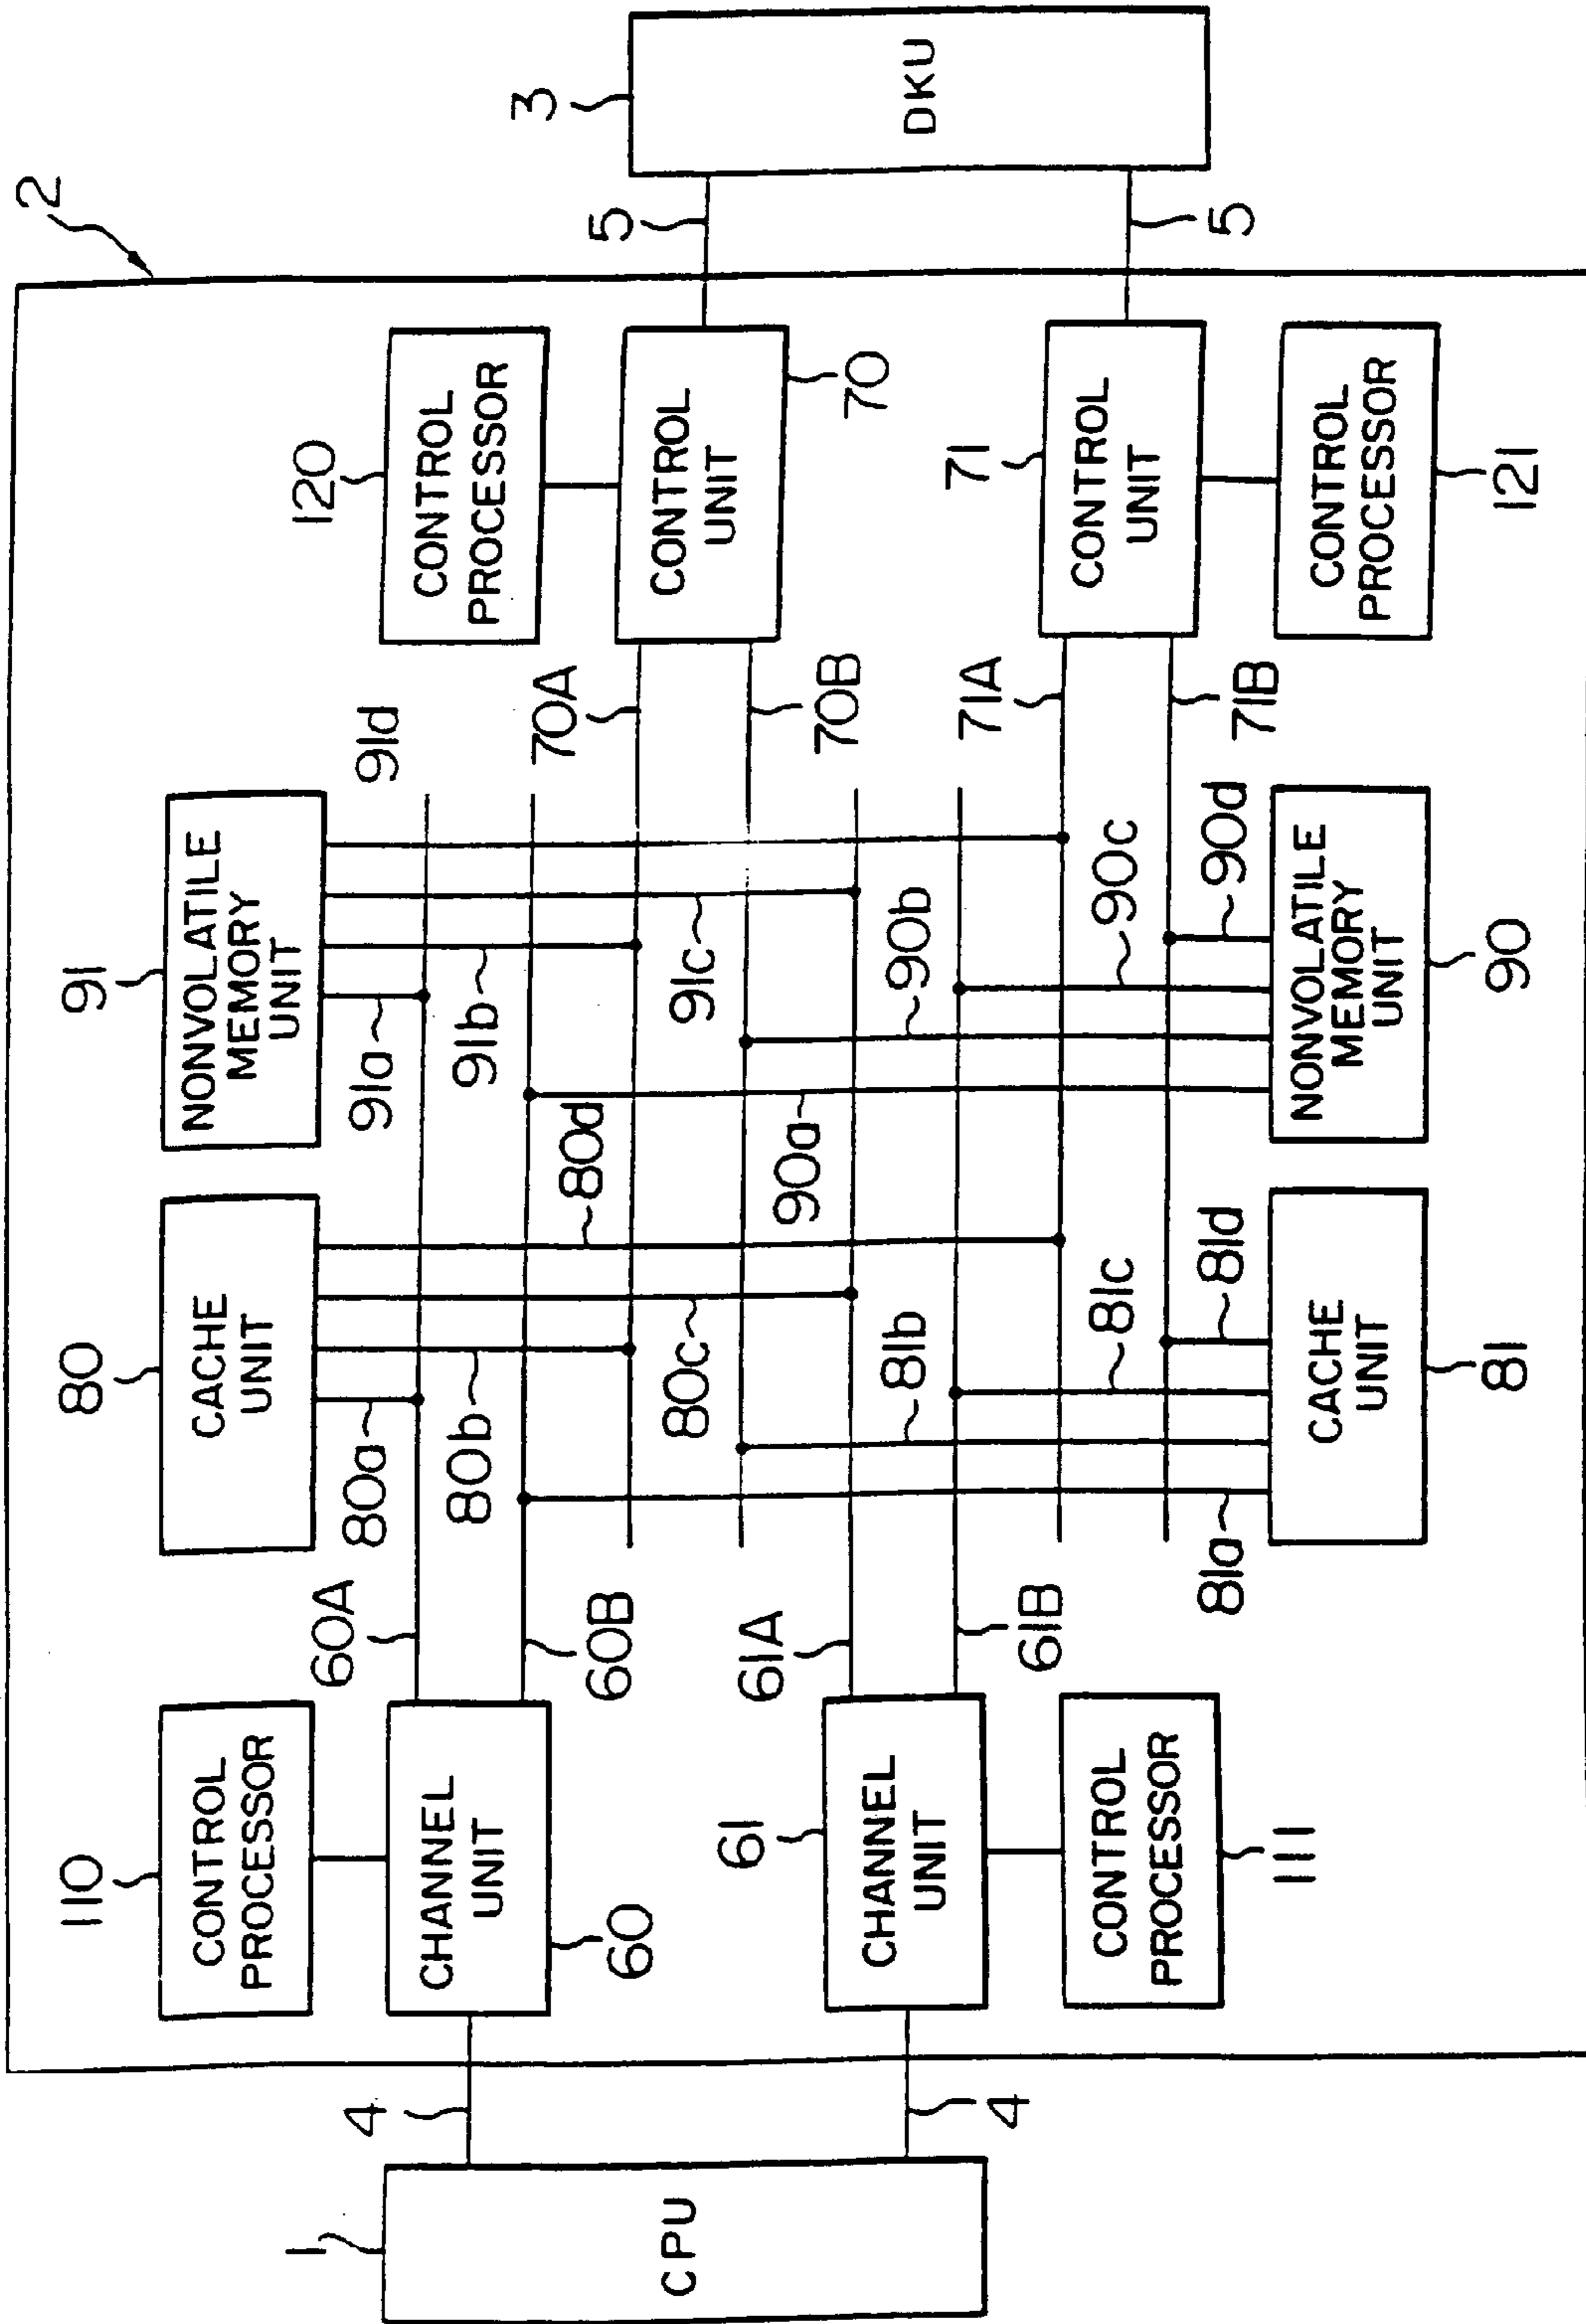 2
110
CONTROL
PROCESSOR
80
CACHE
UNIT
91
NONVOLATILE
MEMORY
UNIT
120
CONTROL
PROCESSOR
1
CPU
4
CHANNEL
UNIT
60
60A
60B
80a
80b
80c
80d
91a
91b
91c
91d
70A
70B
CONTROL
UNIT
70
5
3
DKU
4
61
CHANNEL
UNIT
61A
61B
81a
81b
81c
81d
90a
90b
90c
90d
71A
71B
71
CONTROL
UNIT
5
CONTROL
PROCESSOR
111
CACHE
UNIT
81
NONVOLATILE
MEMORY
UNIT
90
CONTROL
PROCESSOR
121